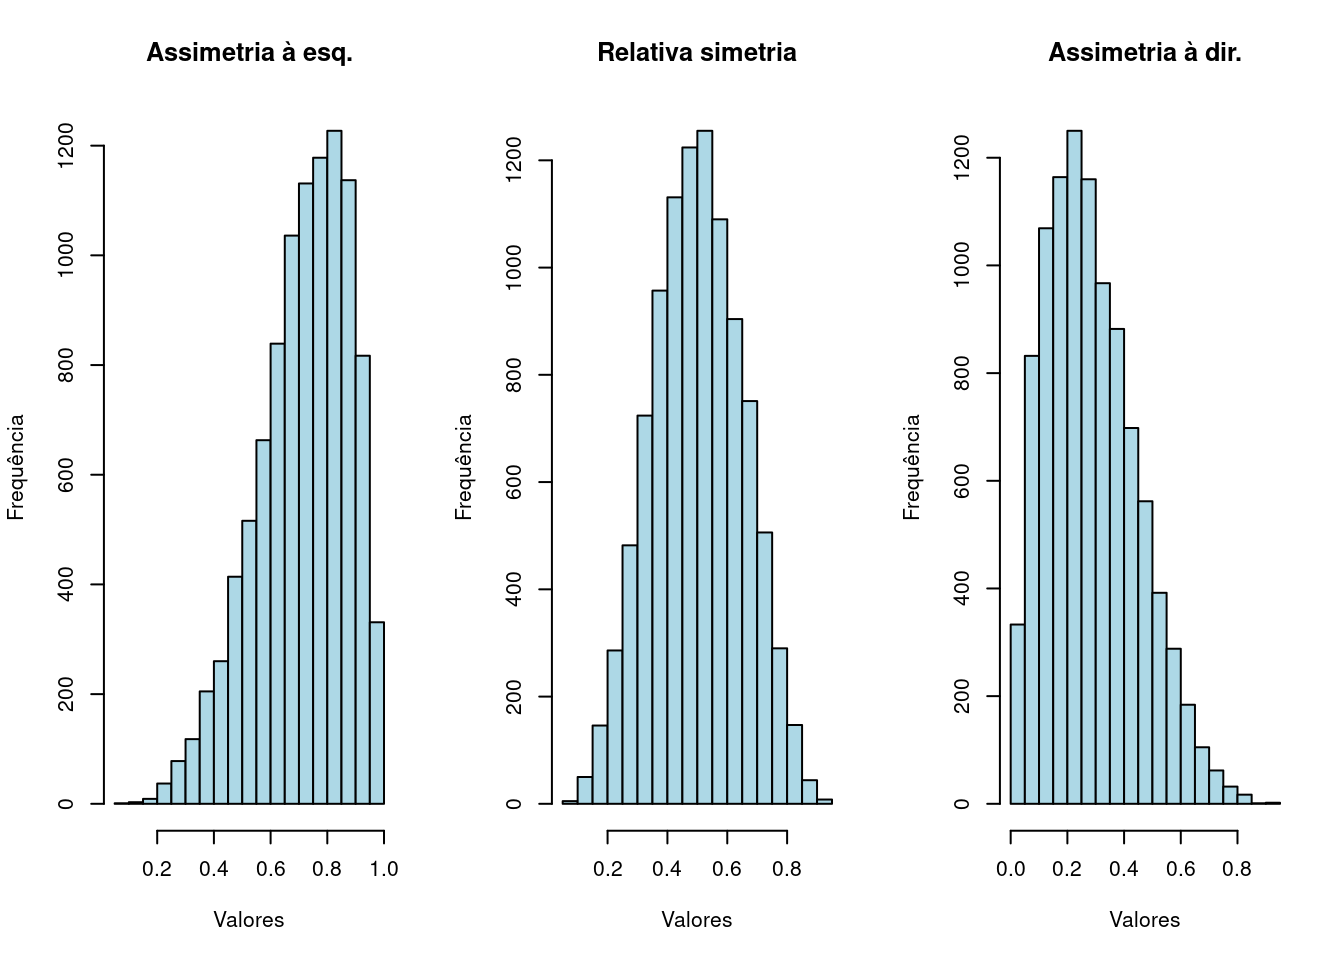 Assimetria à esq.
Frequência
1200
1000
800
600
400
200
0
0.2 0.4 0.6 0.8 1.0
Valores
Relativa simetria
Frequência
1200
1000
800
600
400
200
0
0.2 0.4 0.6 0.8
Valores
Assimetria à dir.
Frequência
1200
1000
800
600
400
200
0
0.0 0.2 0.4 0.6 0.8
Valores